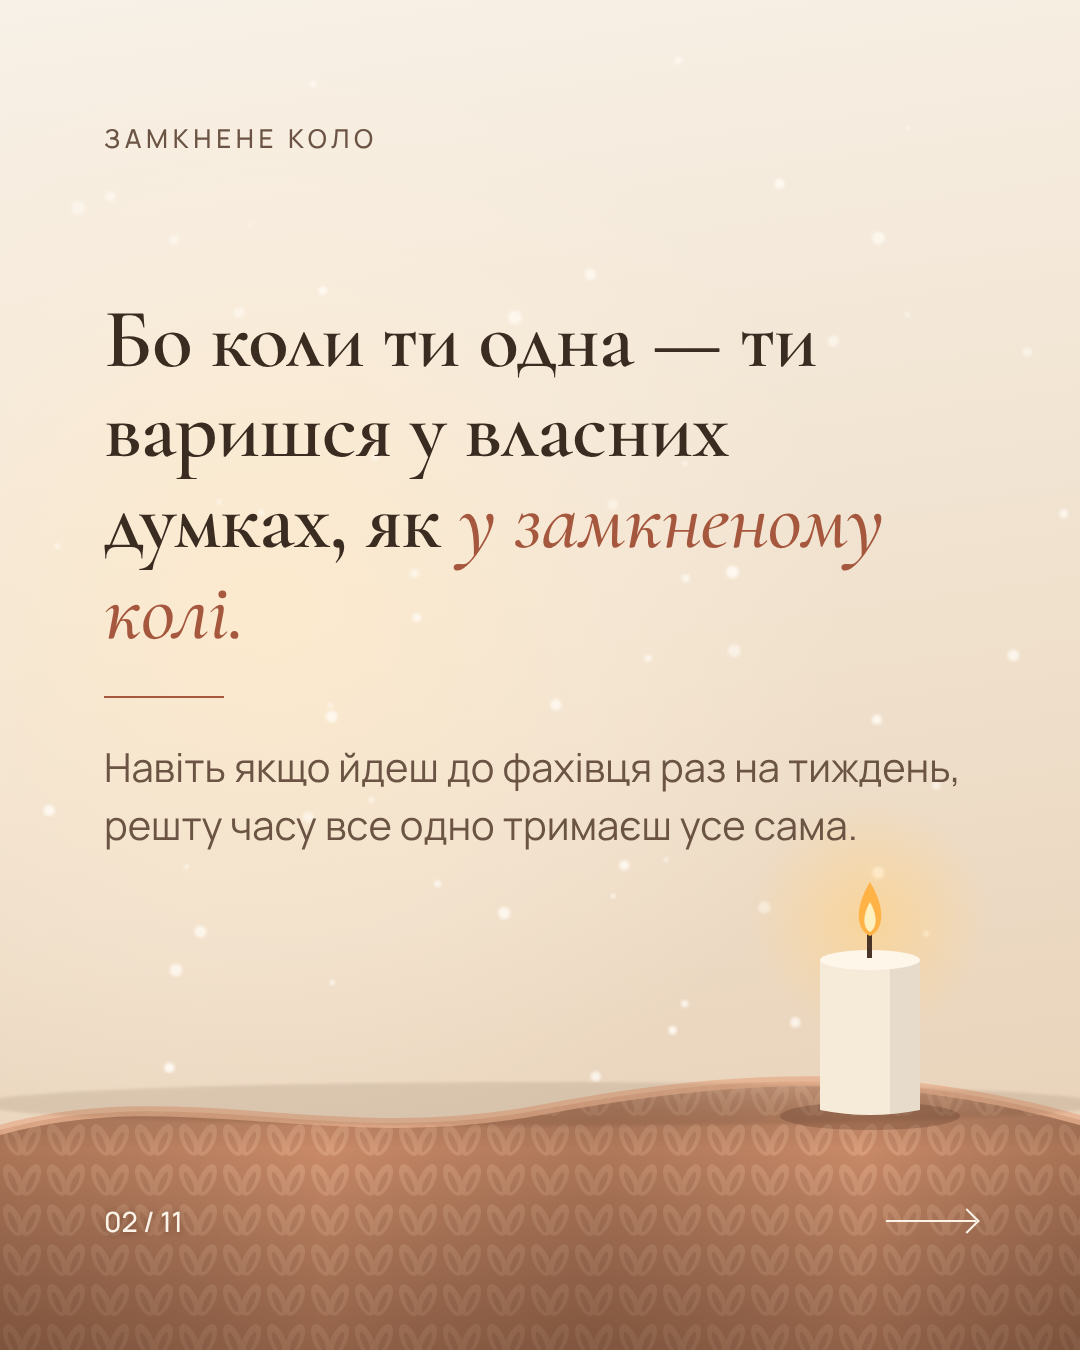 ЗАМКНЕНЕ КОЛО
Бо коли ти одна — ти
варишся у власних
думках, як у замкненому
колі.
Навіть якщо йдеш до фахівця раз на тиждень,
решту часу все одно тримаєш усе сама.
02 / 11